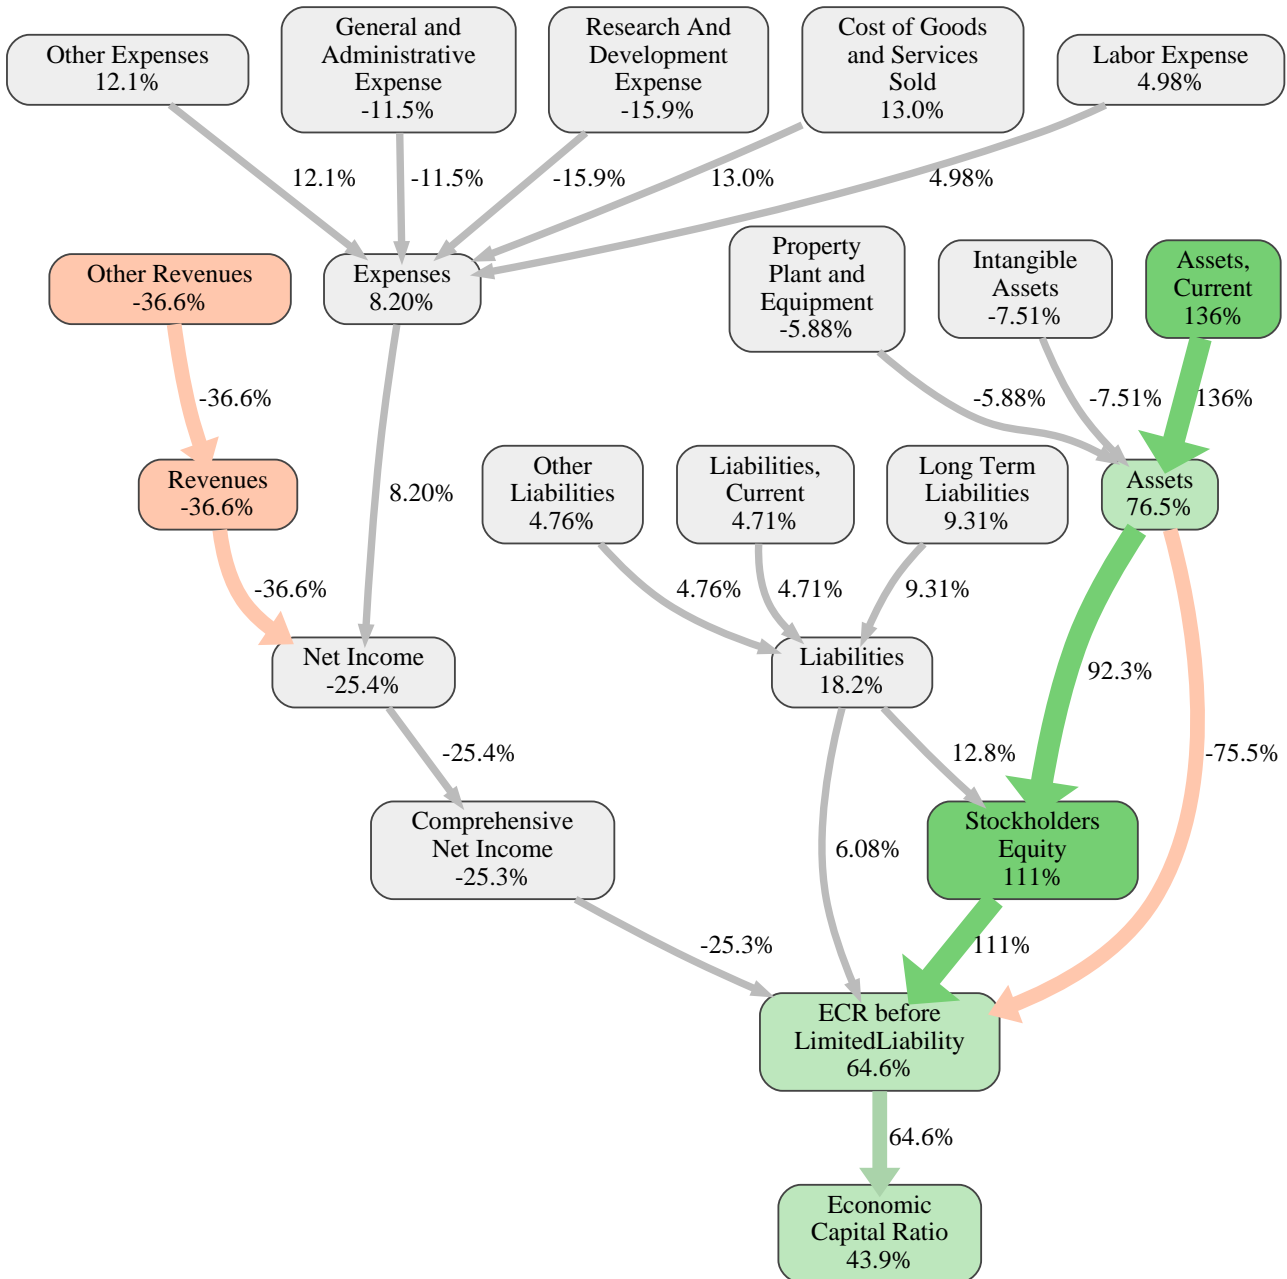 Other Expenses
12.1%
General and
Administrative
Expense
-11.5%
Research And
Development
Expense
-15.9%
Cost of Goods
and Services
Sold
13.0%
Labor Expense
4.98%
12.1%
-11.5%
-15.9%
13.0%
4.98%
Other Revenues
-36.6%
Expenses
8.20%
Property
Plant and
Equipment
-5.88%
Intangible
Assets
-7.51%
Assets,
Current
136%
-36.6%
-5.88%
-7.51%
136%
Revenues
-36.6%
8.20%
Other
Liabilities
4.76%
Liabilities,
Current
4.71%
Long Term
Liabilities
9.31%
Assets
76.5%
-36.6%
4.76%
4.71%
9.31%
Net Income
-25.4%
Liabilities
18.2%
92.3%
-25.4%
12.8%
-75.5%
Comprehensive
Net Income
-25.3%
6.08%
Stockholders
Equity
111%
-25.3%
111%
ECR before
LimitedLiability
64.6%
64.6%
Economic
Capital Ratio
43.9%